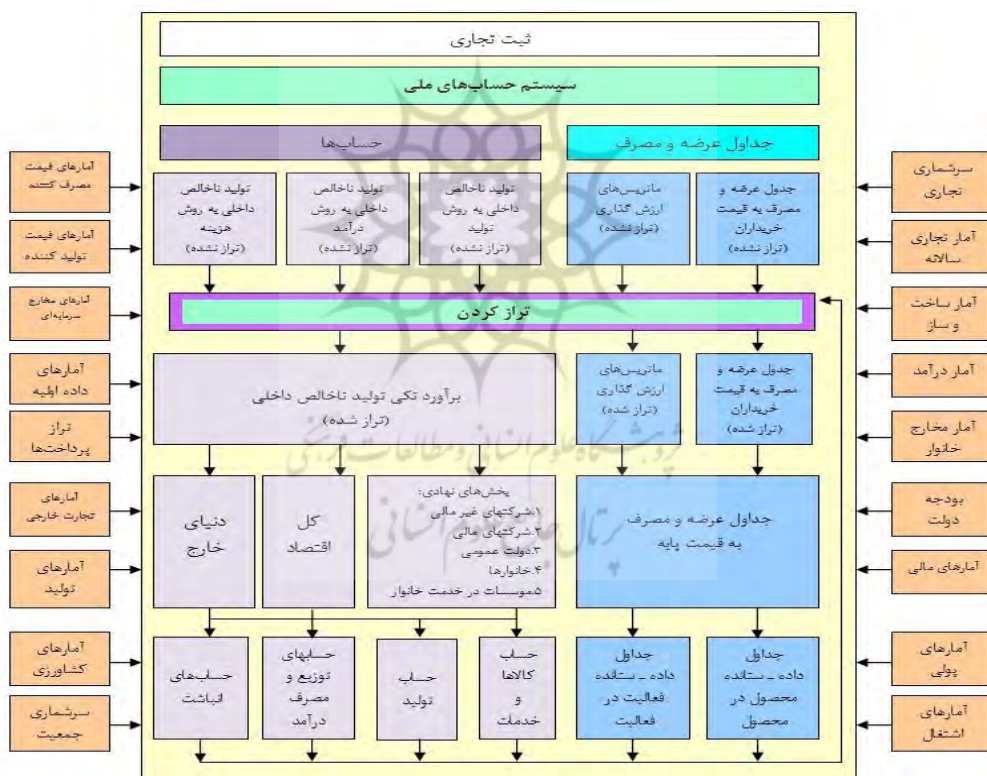 ثبت تجاری
سیستم حساب‌های ملی
جداول عرضه و مصرف
حساب‌ها
سرشماری
تجاری
آمار تجاری
سالانه
آمار ساخت
و ساز
آمار درآمد
آمار مخارج
خانوار
بودجه
دولت
آمارهای مالی
آمارهای
پولی
آمارهای
اشتغال
جدول عرضه و
مصرف به قیمت
خریداران
(تراز نشده)
ماتریس‌های
ارزش گذاری
(تراز نشده)
تولید ناخالص
داخلی به روش
تولید
(تراز نشده)
تولید ناخالص
داخلی به روش
درآمد
(تراز نشده)
تولید ناخالص
داخلی به روش
هزینه
(تراز نشده)
تراز کردن
جدول عرضه و
مصرف به قیمت
خریداران
(تراز شده)
ماتریس‌های
ارزش گذاری
(تراز شده)
برآورد تکی تولید ناخالص داخلی
(تراز شده)
پژوهشگاه علوم انسانی و مطالعات فرهنگی
پرتال جامع علوم انسانی
جداول عرضه و مصرف
به قیمت پایه
بخش‌های نهادی:
۱.شرکتهای غیر مالی
۲.شرکتهای مالی
۳.دولت عمومی
۴.خانوارها
۵.موسسات در خدمت خانوار
کل
اقتصاد
دنیای
خارج
جداول
داده ـ ستانده
محصول در
محصول
جداول
داده ـ ستانده
فعالیت در
فعالیت
حساب
کالاها
و
خدمات
حساب
تولید
حسابهای
توزیع و
مصرف
درآمد
حساب‌های
انباشت
آمارهای قیمت
مصرف کننده
آمارهای قیمت
تولید کننده
آمارهای مخارج
سرمایه‌ای
آمارهای
داده اولیه
تراز
پرداخت‌ها
آمارهای
تجارت خارجی
آمارهای
تولید
آمارهای
کشاورزی
سرشماری
جمعیت